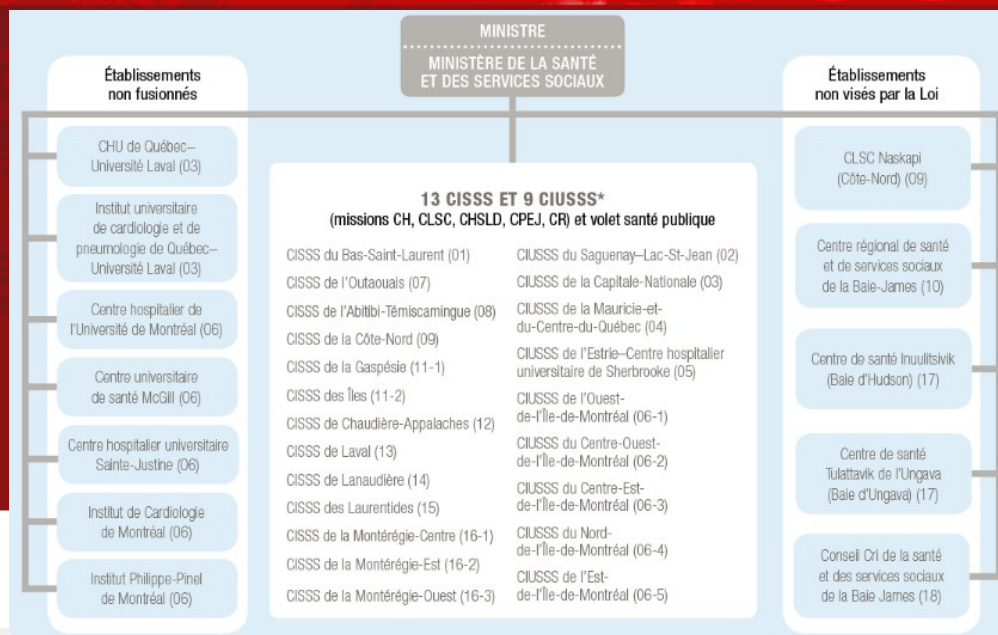 MINISTRE
MINISTÈRE DE LA SANTÉ
ET DES SERVICES SOCIAUX
Établissements
non fusionnés
CHU de Québec–
Université Laval (03)
Institut universitaire
de cardiologie et de
pneumologie de Québec–
Université Laval (03)
Centre hospitalier de
l'Université de Montréal (06)
Centre universitaire
de santé McGill (06)
Centre hospitalier universitaire
Sainte-Justine (06)
Institut de Cardiologie
de Montréal (06)
Institut Philippe-Pinel
de Montréal (06)
13 CISSS ET 9 CIUSSS*
(missions CH, CLSC, CHSLD, CPEJ, CR) et volet santé publique
CISSS du Bas-Saint-Laurent (01)
CISSS de l'Outaouais (07)
CISSS de l'Abitibi-Témiscamingue (08)
CISSS de la Côte-Nord (09)
CISSS de la Gaspésie (11-1)
CISSS des Îles (11-2)
CISSS de Chaudière-Appalaches (12)
CISSS de Laval (13)
CISSS de Lanaudière (14)
CISSS des Laurentides (15)
CISSS de la Montérégie-Centre (16-1)
CISSS de la Montérégie-Est (16-2)
CISSS de la Montérégie-Ouest (16-3)
CIUSSS du Saguenay–Lac-St-Jean (02)
CIUSSS de la Capitale-Nationale (03)
CIUSSS de la Mauricie-et-
du-Centre-du-Québec (04)
CIUSSS de l'Estrie–Centre hospitalier
universitaire de Sherbrooke (05)
CIUSSS de l'Ouest-
de-l'Île-de-Montréal (06-1)
CIUSSS du Centre-Ouest-
de-l'Île-de-Montréal (06-2)
CIUSSS du Centre-Est-
de-l'Île-de-Montréal (06-3)
CIUSSS du Nord-
de-l'Île-de-Montréal (06-4)
CIUSSS de l'Est-
de-l'Île-de-Montréal (06-5)
Établissements
non visés par la Loi
CLSC Naskapi
(Côte-Nord) (09)
Centre régional de santé
et de services sociaux
de la Baie-James (10)
Centre de santé Inuulitsivik
(Baie d'Hudson) (17)
Centre de santé
Tulattavik de l'Ungava
(Baie d'Ungava) (17)
Conseil Cri de la santé
et des services sociaux
de la Baie James (18)